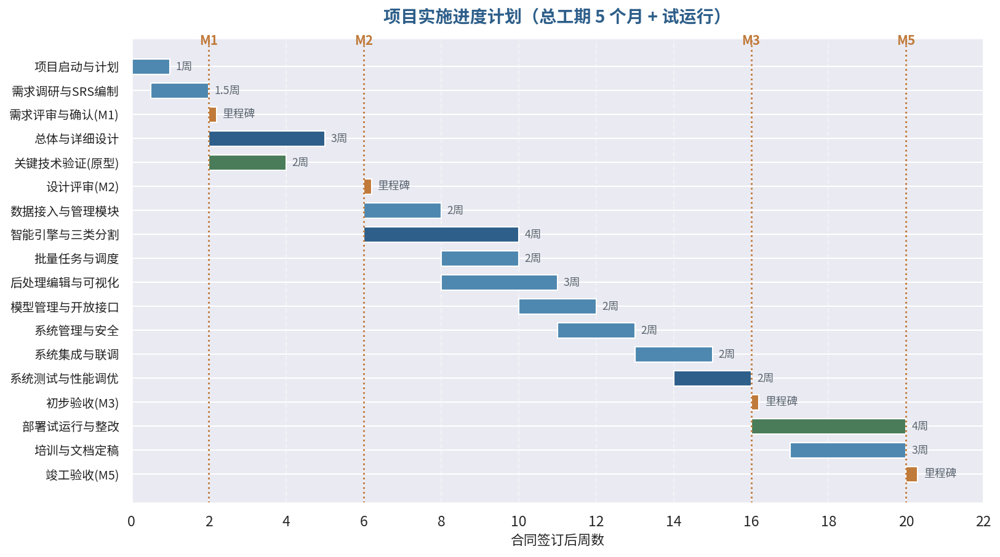 项目实施进度计划（总工期 5 个月 + 试运行）
M1 M2 M3 M5
项目启动与计划 1周
需求调研与SRS编制 1.5周
需求评审与确认(M1) 里程碑
总体与详细设计 3周
关键技术验证(原型) 2周
设计评审(M2) 里程碑
数据接入与管理模块 2周
智能引擎与三类分割 4周
批量任务与调度 2周
后处理编辑与可视化 3周
模型管理与开放接口 2周
系统管理与安全 2周
系统集成与联调 2周
系统测试与性能调优 2周
初步验收(M3) 里程碑
部署试运行与整改 4周
培训与文档定稿 3周
竣工验收(M5) 里程碑
0 2 4 6 8 10 12 14 16 18 20 22
合同签订后周数